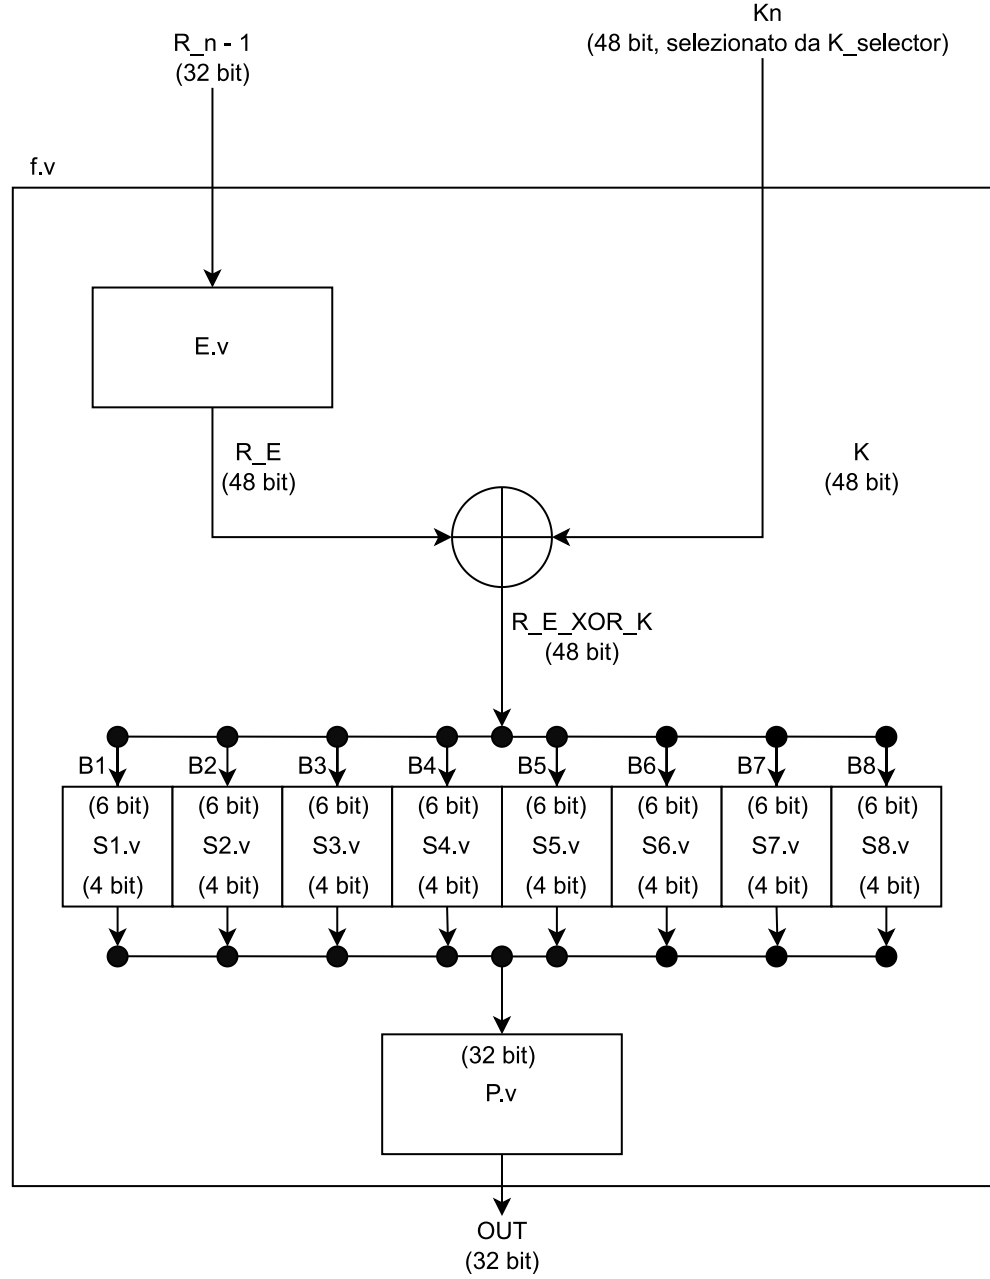 Kn
(48 bit, selezionato da K_selector)
R_n - 1
(32 bit)
f.v
E.v
R_E
(48 bit)
K
(48 bit)
R_E_XOR_K
(48 bit)
B1 B2 B3 B4 B5 B6 B7 B8
(6 bit) (6 bit) (6 bit) (6 bit) (6 bit) (6 bit) (6 bit) (6 bit)
S1.v S2.v S3.v S4.v S5.v S6.v S7.v S8.v
(4 bit) (4 bit) (4 bit) (4 bit) (4 bit) (4 bit) (4 bit) (4 bit)
(32 bit)
P.v
OUT
(32 bit)